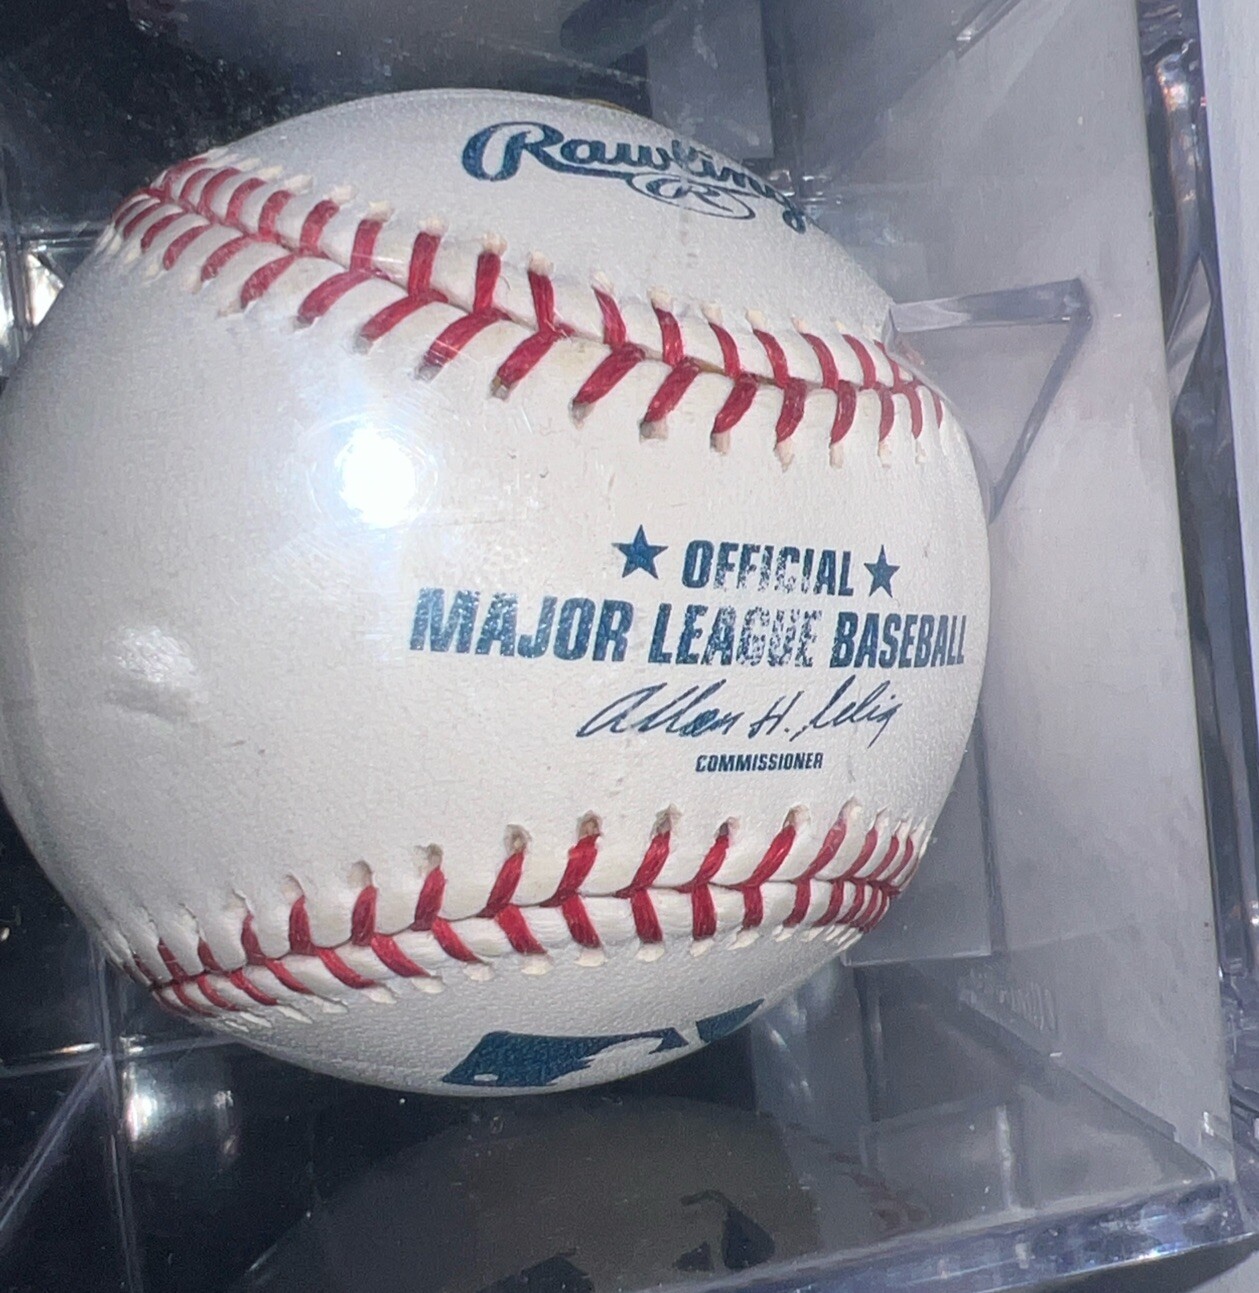 Rawlings
R
★ OFFICIAL ★
MAJOR LEAGUE BASEBALL
Allan H. Selig
COMMISSIONER